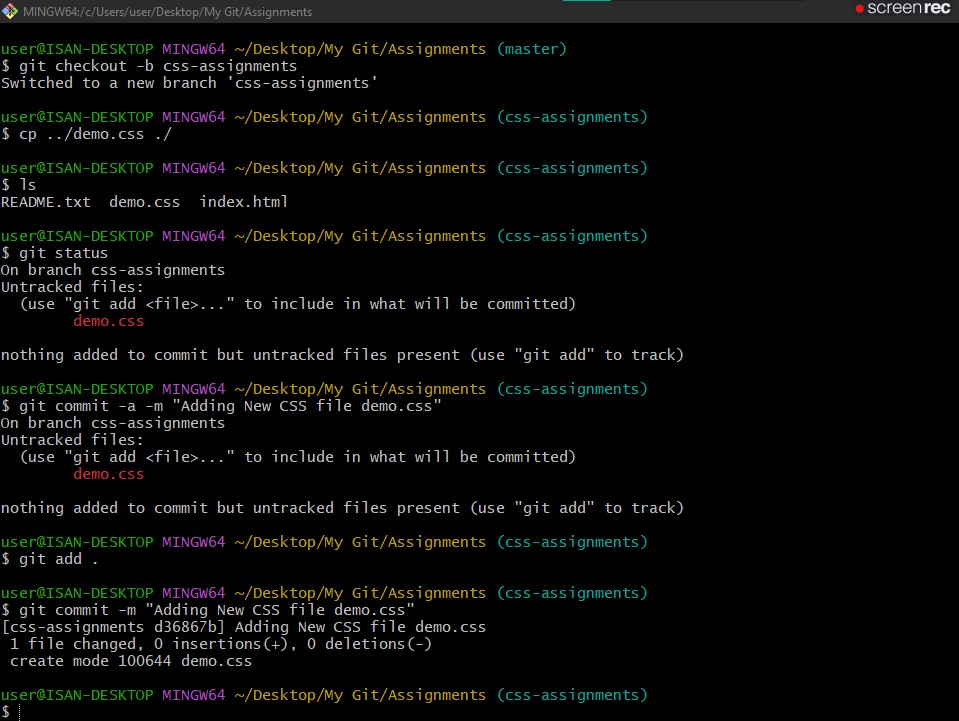 MINGW64:/c/Users/user/Desktop/My Git/Assignments
screenrec
user@ISAN-DESKTOP MINGW64 ~/Desktop/My Git/Assignments (master)
$ git checkout -b css-assignments
Switched to a new branch 'css-assignments'
user@ISAN-DESKTOP MINGW64 ~/Desktop/My Git/Assignments (css-assignments)
$ cp ../demo.css ./
user@ISAN-DESKTOP MINGW64 ~/Desktop/My Git/Assignments (css-assignments)
$ ls
README.txt  demo.css  index.html
user@ISAN-DESKTOP MINGW64 ~/Desktop/My Git/Assignments (css-assignments)
$ git status
On branch css-assignments
Untracked files:
  (use "git add <file>..." to include in what will be committed)
        demo.css
nothing added to commit but untracked files present (use "git add" to track)
user@ISAN-DESKTOP MINGW64 ~/Desktop/My Git/Assignments (css-assignments)
$ git commit -a -m "Adding New CSS file demo.css"
On branch css-assignments
Untracked files:
  (use "git add <file>..." to include in what will be committed)
        demo.css
nothing added to commit but untracked files present (use "git add" to track)
user@ISAN-DESKTOP MINGW64 ~/Desktop/My Git/Assignments (css-assignments)
$ git add .
user@ISAN-DESKTOP MINGW64 ~/Desktop/My Git/Assignments (css-assignments)
$ git commit -m "Adding New CSS file demo.css"
[css-assignments d36867b] Adding New CSS file demo.css
 1 file changed, 0 insertions(+), 0 deletions(-)
 create mode 100644 demo.css
user@ISAN-DESKTOP MINGW64 ~/Desktop/My Git/Assignments (css-assignments)
$